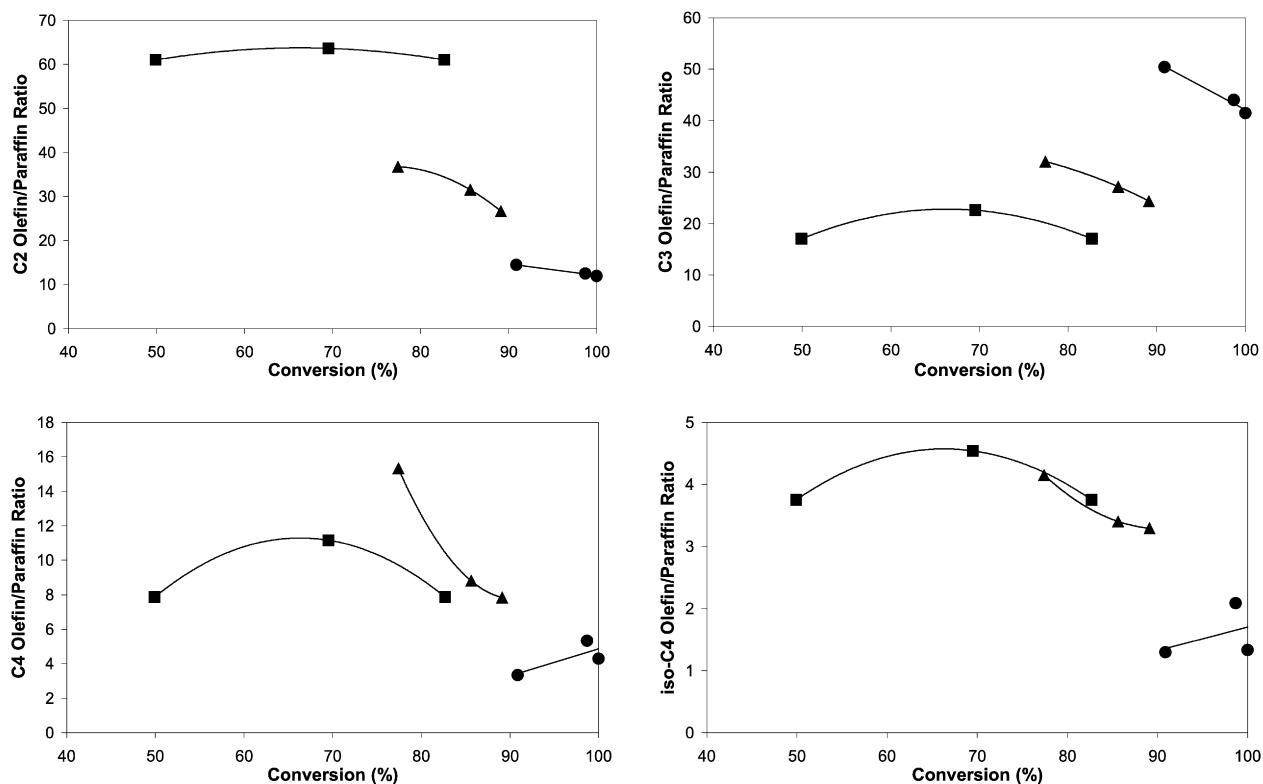 C2 Olefin/Paraffin Ratio
70
60
50
40
30
20
10
0
40 50 60 70 80 90 100
Conversion (%)
C3 Olefin/Paraffin Ratio
60
50
40
30
20
10
0
40 50 60 70 80 90 100
Conversion (%)
C4 Olefin/Paraffin Ratio
18
16
14
12
10
8
6
4
2
0
40 50 60 70 80 90 100
Conversion (%)
iso-C4 Olefin/Paraffin Ratio
5
4
3
2
1
0
40 50 60 70 80 90 100
Conversion (%)